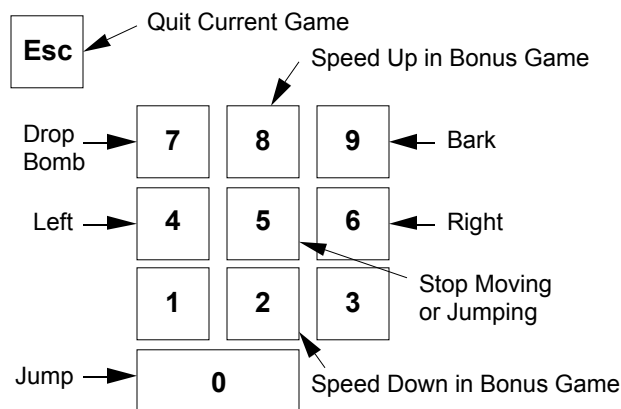 Quit Current Game
Esc
Speed Up in Bonus Game
Drop
Bomb
7
8
9
Bark
Left
4
5
6
Right
Stop Moving
or Jumping
1
2
3
Jump
0
Speed Down in Bonus Game